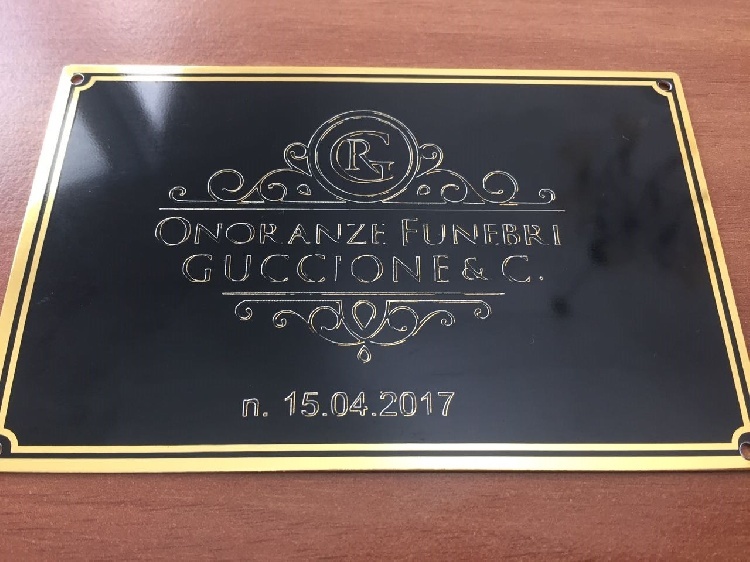 RG
ONORANZE FUNEBRI
GUCCIONE & C.
n. 15.04.2017